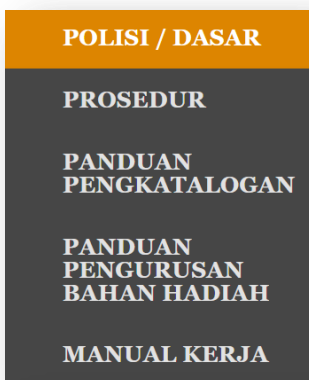 POLISI / DASAR
PROSEDUR
PANDUAN
PENGKATALOGAN
PANDUAN
PENGURUSAN
BAHAN HADIAH
MANUAL KERJA